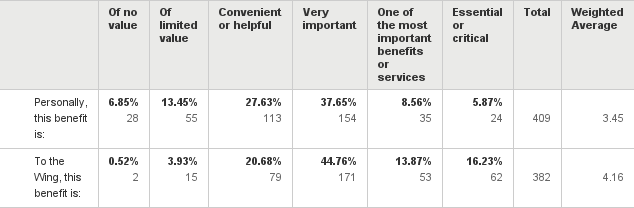 Of no value	Of limited value	Convenient or helpful	Very important	One of the most important benefits or services	Essential or critical	Total	Weighted Average
Personally, this benefit is:	6.85%	13.45%	27.63%	37.65%	8.56%	5.87%
28	55	113	154	35	24	409	3.45
To the Wing, this benefit is:	0.52%	3.93%	20.68%	44.76%	13.87%	16.23%
2	15	79	171	53	62	382	4.16